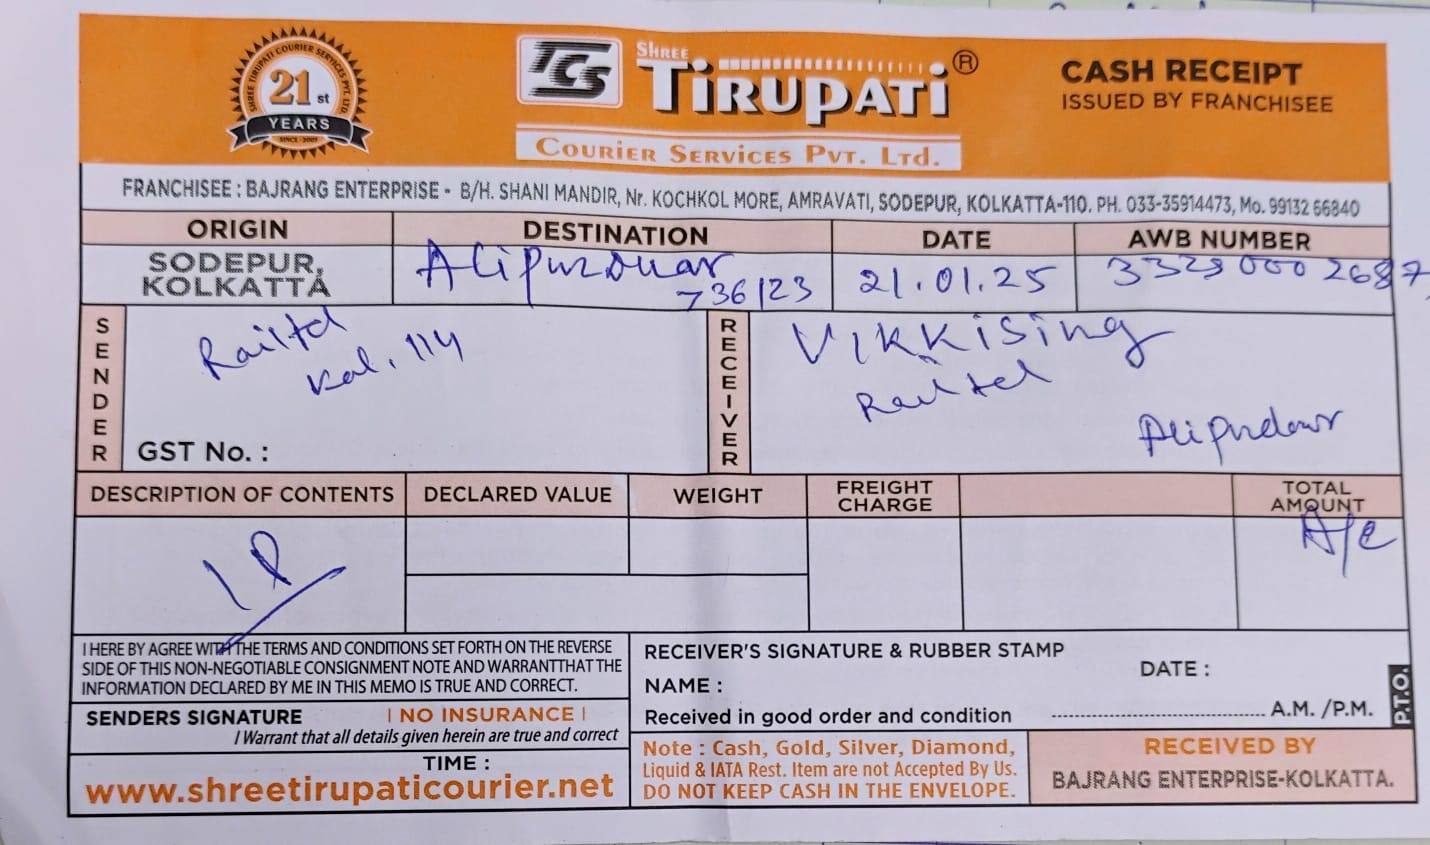 SHREE TIRUPATI COURIER SERVICES PVT. LTD.
21 st
YEARS
SINCE - 2003
TCS
SHREE
TIRUPATI ®
COURIER SERVICES PVT. LTD.
CASH RECEIPT
ISSUED BY FRANCHISEE
FRANCHISEE : BAJRANG ENTERPRISE - B/H. SHANI MANDIR, Nr. KOCHKOL MORE, AMRAVATI, SODEPUR, KOLKATTA-110. PH. 033-35914473, Mo. 99132 66840
ORIGIN DESTINATION DATE AWB NUMBER
SODEPUR,
KOLKATTA
Alipurduar
736123
21.01.25
33290002687
SENDER
Railtel
Kol. 114
GST No. :
RECEIVER
VIKKISing
Railtel
Alipurdowr
DESCRIPTION OF CONTENTS DECLARED VALUE WEIGHT FREIGHT CHARGE TOTAL AMOUNT
A/c
I HERE BY AGREE WITH THE TERMS AND CONDITIONS SET FORTH ON THE REVERSE
SIDE OF THIS NON-NEGOTIABLE CONSIGNMENT NOTE AND WARRANTTHAT THE
INFORMATION DECLARED BY ME IN THIS MEMO IS TRUE AND CORRECT.
SENDERS SIGNATURE | NO INSURANCE |
I Warrant that all details given herein are true and correct
TIME :
www.shreetirupaticourier.net
RECEIVER'S SIGNATURE & RUBBER STAMP
NAME :
DATE :
Received in good order and condition ........................................ A.M. /P.M.
P.T.O.
Note : Cash, Gold, Silver, Diamond,
Liquid & IATA Rest. Item are not Accepted By Us.
DO NOT KEEP CASH IN THE ENVELOPE.
RECEIVED BY
BAJRANG ENTERPRISE-KOLKATTA.